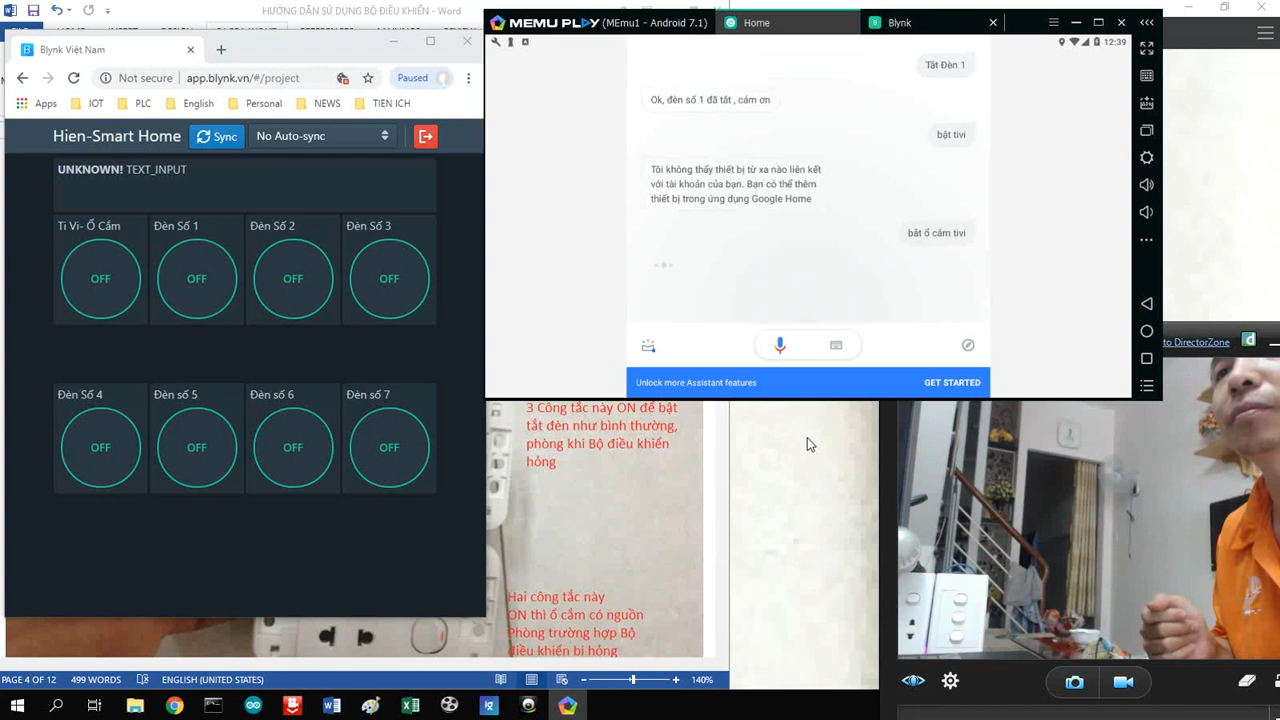 HƯỚNG DẪN SỬ DỤNG BỘ ĐIỀU KHIỂN - Word
Blynk Việt Nam
Not secure
app.blynk.vn/#/project
Paused
Apps
IOT
PLC
English
Personal
NEWS
TIEN ICH
Hien-Smart Home
Sync
No Auto-sync
UNKNOWN! TEXT_INPUT
Ti Vi- Ổ Cắm
Đèn Số 1
Đèn Số 2
Đèn Số 3
OFF
OFF
OFF
OFF
Đèn Số 4
Đèn số 5
Đèn số 6
Đèn số 7
OFF
OFF
OFF
OFF
MEMU PLAY
(MEmu1 - Android 7.1)
Home
Blynk
12:39
Tắt Đèn 1
Ok, đèn số 1 đã tắt , cảm ơn
bật tivi
Tôi không thấy thiết bị từ xa nào liên kết
với tài khoản của bạn. Bạn có thể thêm
thiết bị trong ứng dụng Google Home
bật ổ cắm tivi
Unlock more Assistant features
GET STARTED
to DirectorZone
3 Công tắc này ON để bật
tắt đèn như bình thường,
phòng khi Bộ điều khiển
hỏng
Hai công tắc này
ON thì ổ cắm có nguồn
Phòng trường hợp Bộ
điều khiển bị hỏng
PAGE 4 OF 12
499 WORDS
ENGLISH (UNITED STATES)
140%